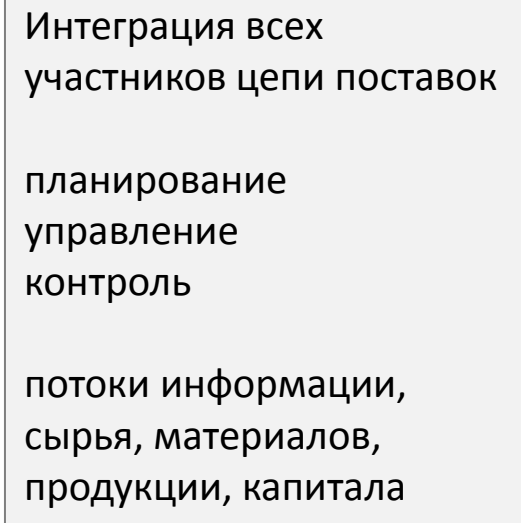 Интеграция всех
участников цепи поставок
планирование
управление
контроль
потоки информации,
сырья, материалов,
продукции, капитала